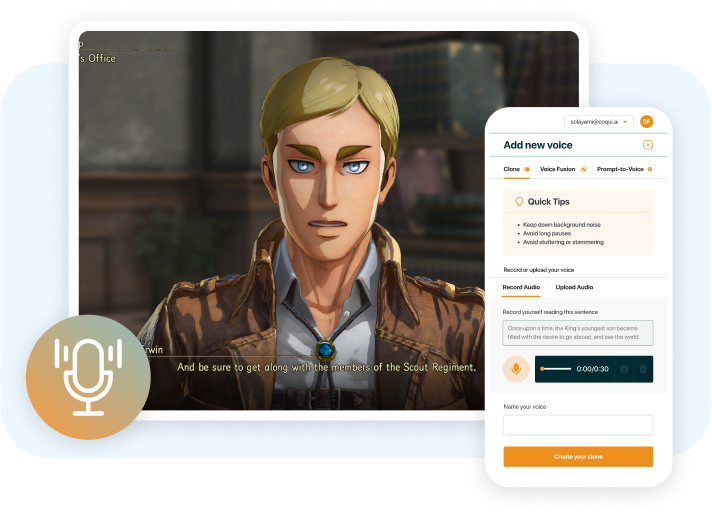 p
's Office
rwin
And be sure to get along with the members of the Scout Regiment.
solayemi@coqui.ai
SF
Add new voice
Clone
Voice Fusion
Prompt-to-Voice
Quick Tips
• Keep down background noise
• Avoid long pauses
• Avoid stuttering or stammering
Record or upload your voice
Record Audio
Upload Audio
Record yourself reading this sentence
Once upon a time, the King's youngest son became
filled with the desire to go abroad, and see the world.
0:00/0:30
Name your voice
Create your clone